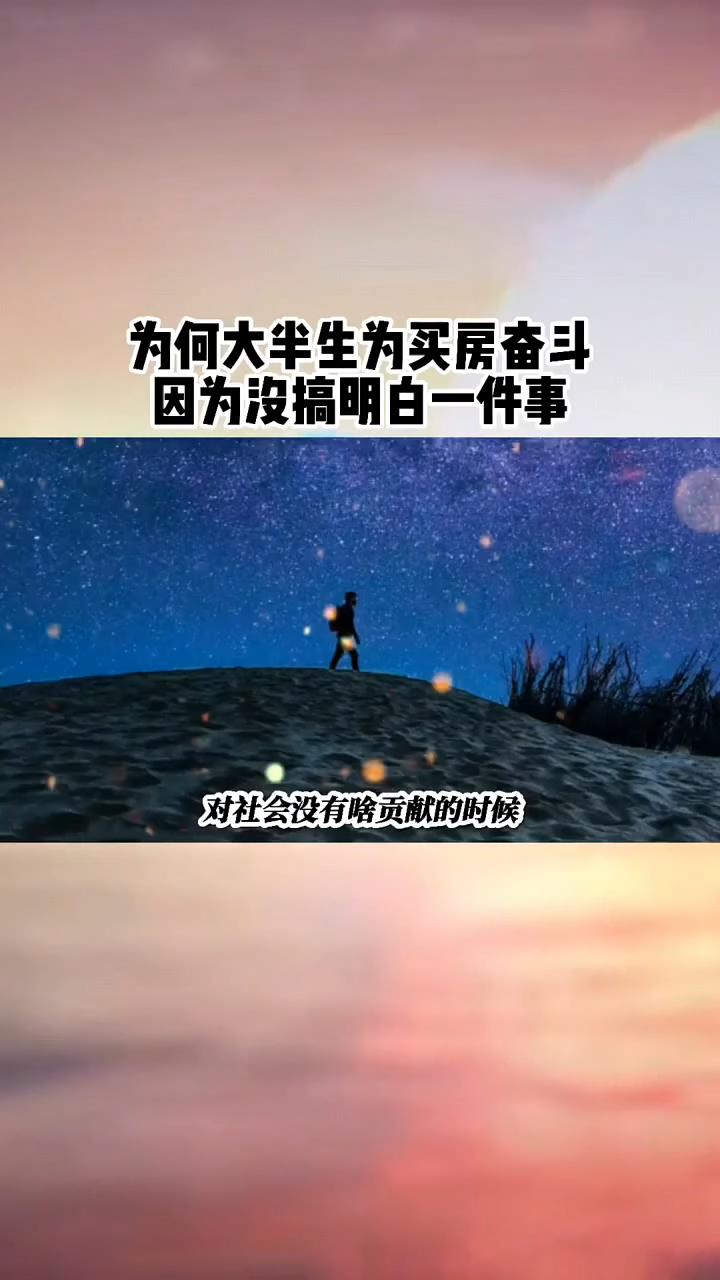 为何大半生为买房奋斗
因为没搞明白一件事
对社会没有啥贡献的时候